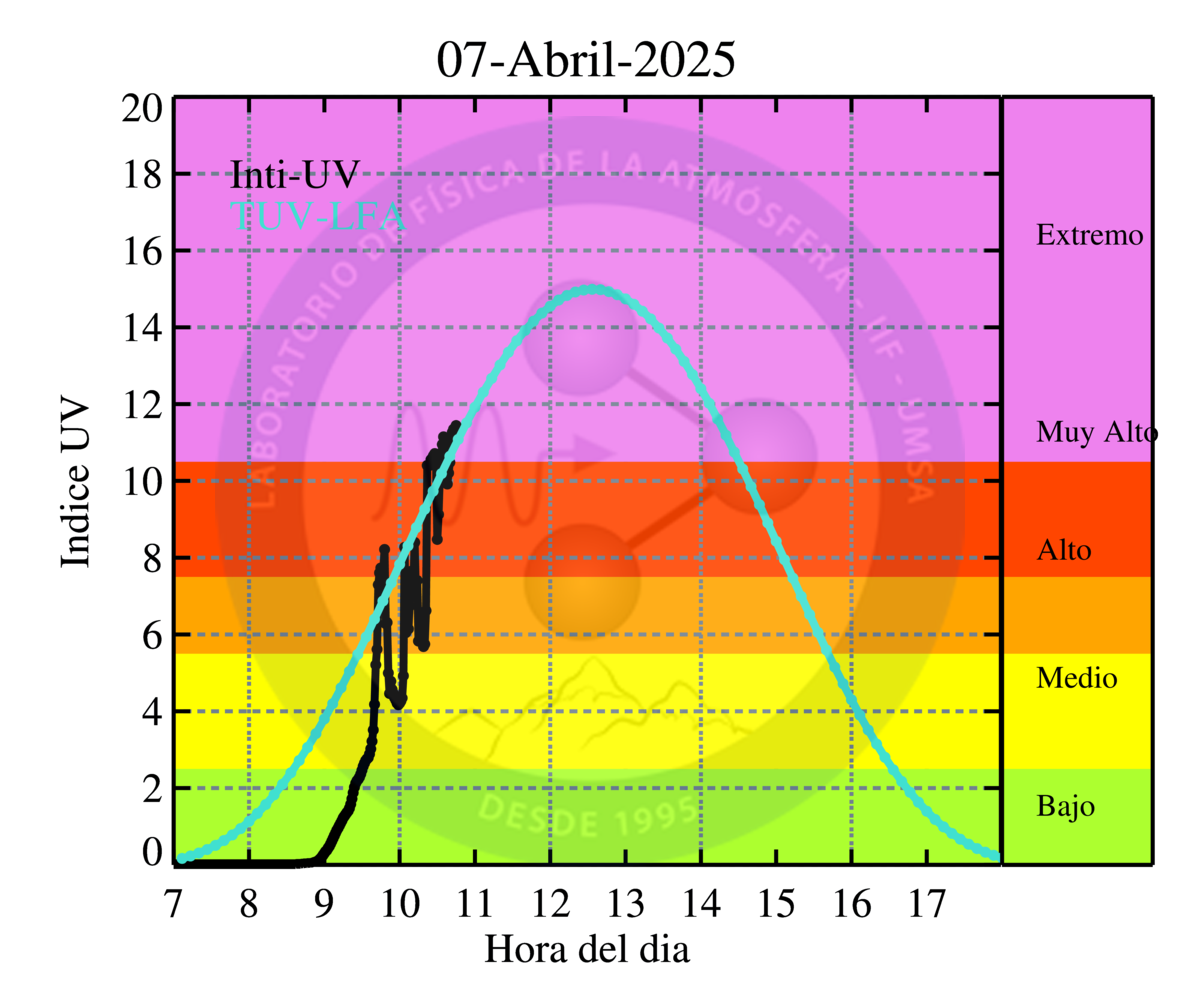 07-Abril-2025
Inti-UV
TUV-LFA
20
18
16
14
12
10
8
6
4
2
0
Indice UV
7 8 9 10 11 12 13 14 15 16 17
Hora del dia
Extremo
Muy Alto
Alto
Medio
Bajo
LABORATORIO DE FÍSICA DE LA ATMÓSFERA - IIF - UMSA
DESDE 1995